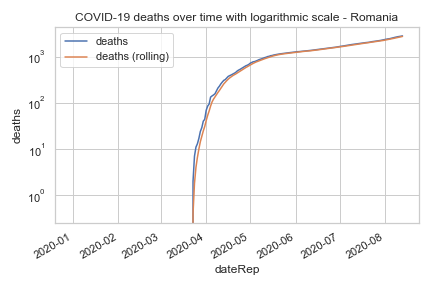 COVID-19 deaths over time with logarithmic scale - Romania
deaths
deaths (rolling)
10³
10²
10¹
10⁰
deaths
2020-01
2020-02
2020-03
2020-04
2020-05
2020-06
2020-07
2020-08
dateRep